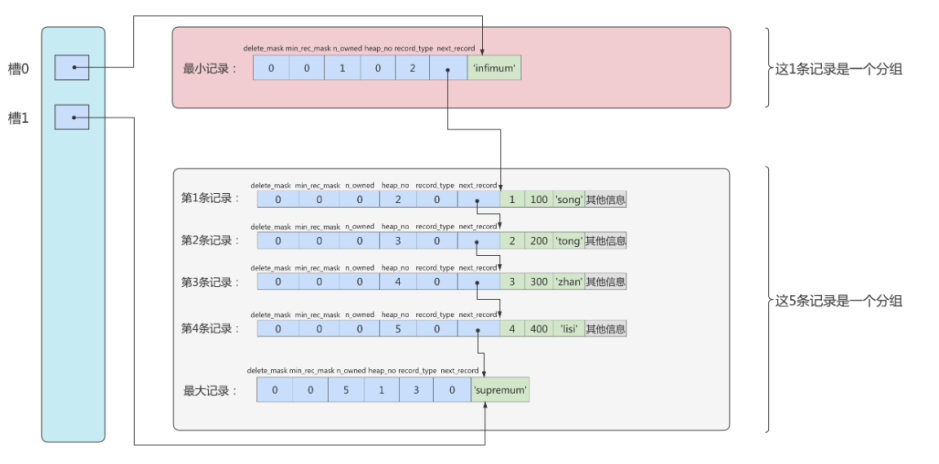 槽0
槽1
delete_mask min_rec_mask n_owned heap_no record_type next_record
最小记录： 0 0 1 0 2 'infimum'
这1条记录是一个分组
delete_mask min_rec_mask n_owned heap_no record_type next_record
第1条记录： 0 0 0 2 0 1 100 'song' 其他信息
delete_mask min_rec_mask n_owned heap_no record_type next_record
第2条记录： 0 0 0 3 0 2 200 'tong' 其他信息
delete_mask min_rec_mask n_owned heap_no record_type next_record
第3条记录： 0 0 0 4 0 3 300 'zhan' 其他信息
这5条记录是一个分组
delete_mask min_rec_mask n_owned heap_no record_type next_record
第4条记录： 0 0 0 5 0 4 400 'lisi' 其他信息
delete_mask min_rec_mask n_owned heap_no record_type next_record
最大记录： 0 0 5 1 3 0 'supremum'